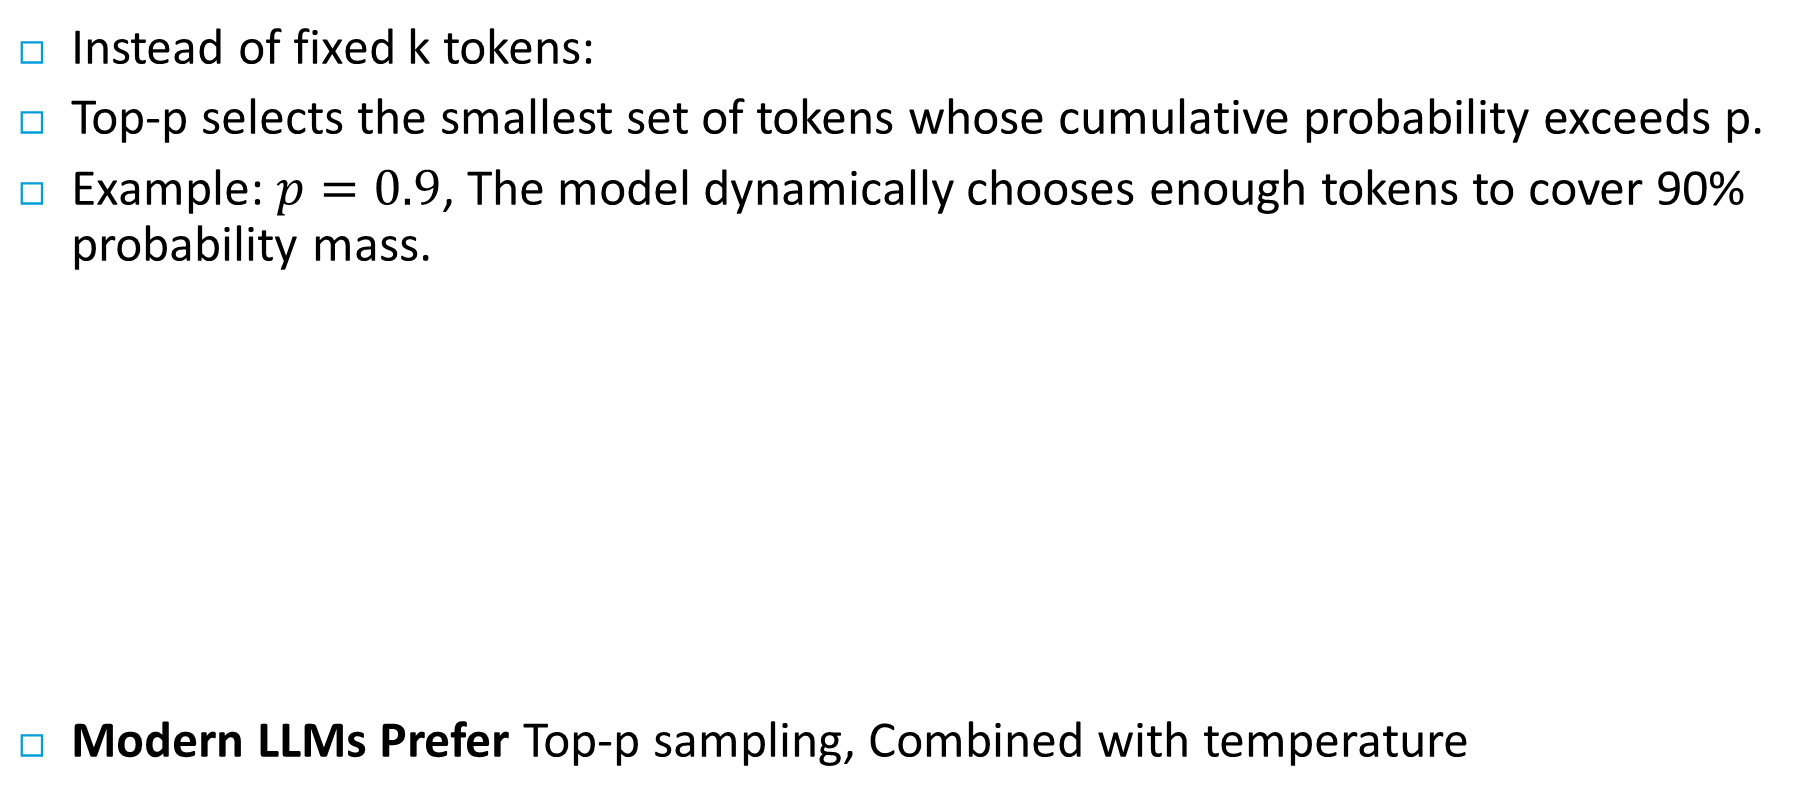 Instead of fixed k tokens:
Top-p selects the smallest set of tokens whose cumulative probability exceeds p.
Example: p = 0.9, The model dynamically chooses enough tokens to cover 90%
probability mass.
Modern LLMs Prefer Top-p sampling, Combined with temperature